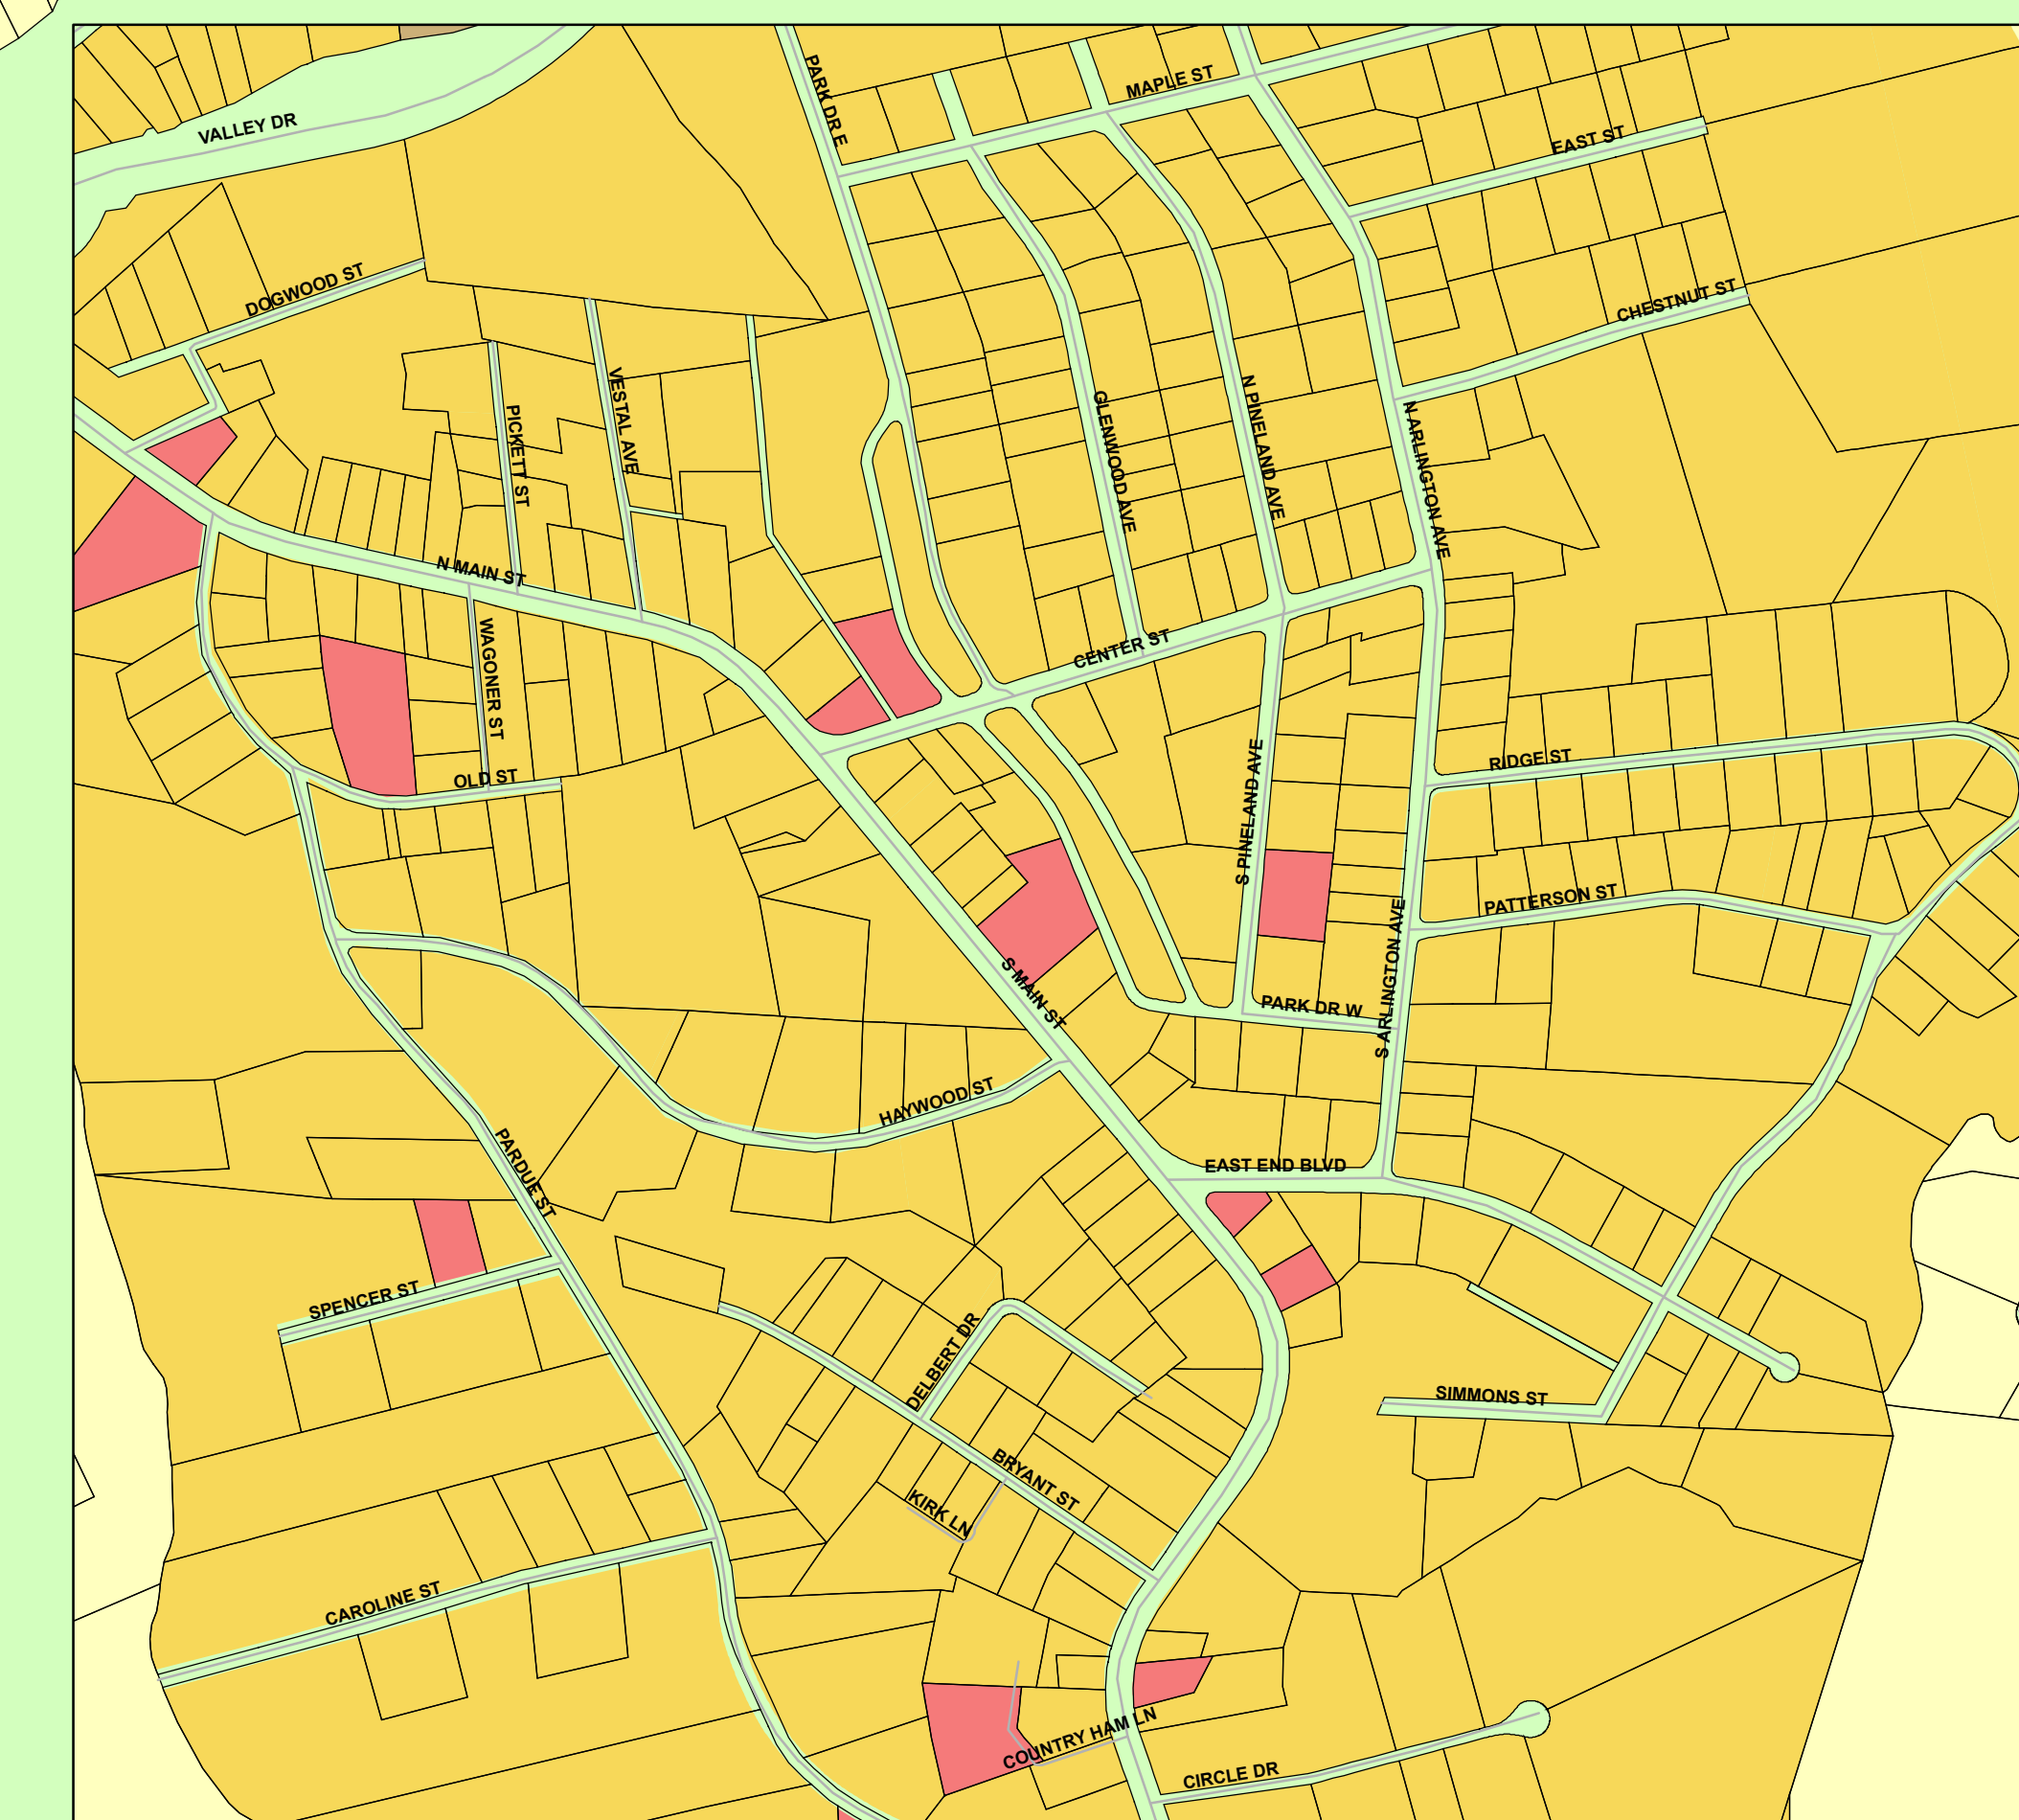 PARK DR E
MAPLE ST
VALLEY DR
EAST ST
DOGWOOD ST
CHESTNUT ST
VESTAL AVE
PICKETT ST
GLENWOOD AVE
N PINELAND AVE
N ARLINGTON AVE
N MAIN ST
WAGONER ST
CENTER ST
OLD ST
S PINELAND AVE
RIDGE ST
PATTERSON ST
S MAIN ST
S ARLINGTON AVE
PARK DR W
HAYWOOD ST
PARDUE ST
EAST END BLVD
SPENCER ST
DELBERT DR
SIMMONS ST
BRYANT ST
KIRK LN
CAROLINE ST
COUNTRY HAM LN
CIRCLE DR